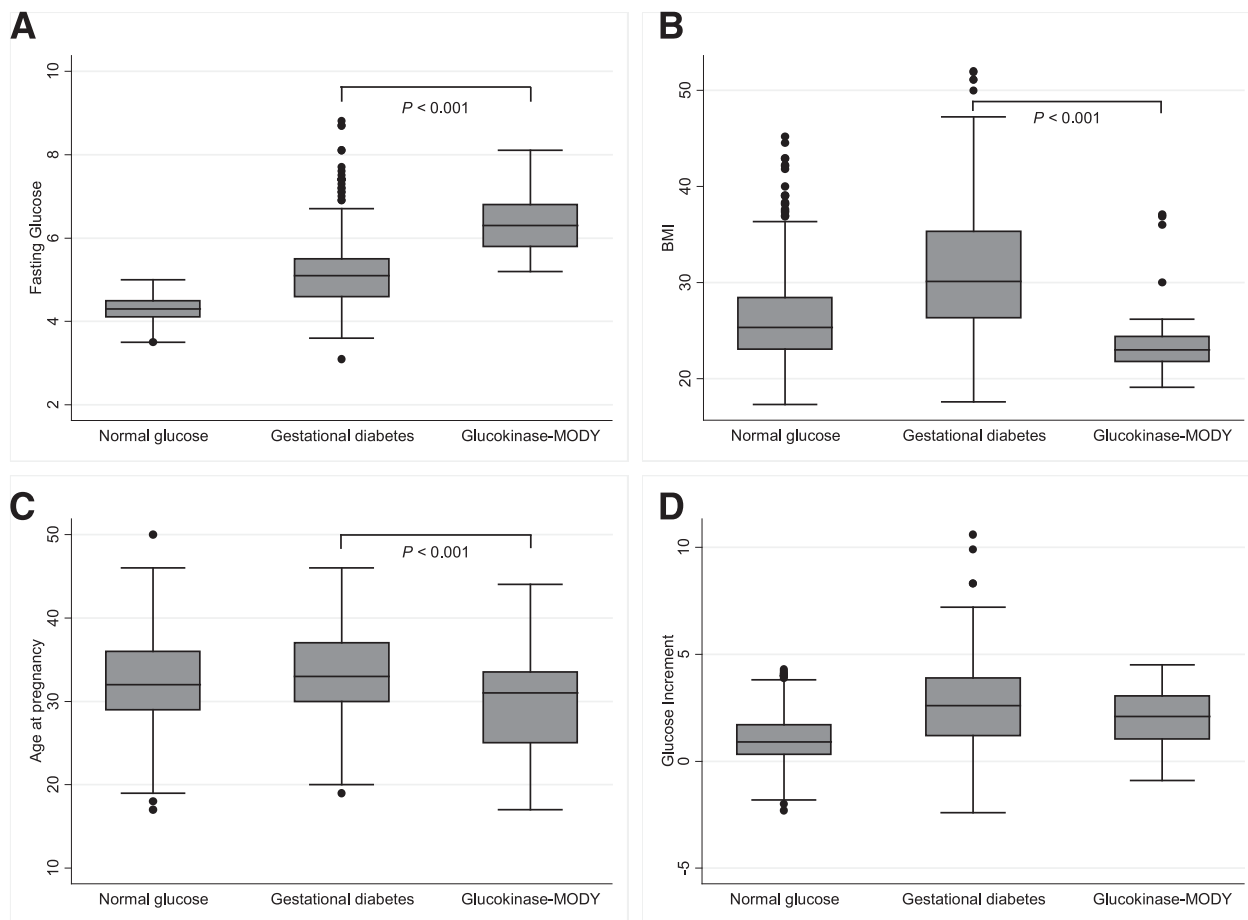 A
Fasting Glucose
10
8
6
4
2
P < 0.001
Normal glucose
Gestational diabetes
Glucokinase-MODY
B
BMI
50
40
30
20
P < 0.001
Normal glucose
Gestational diabetes
Glucokinase-MODY
C
Age at pregnancy
50
40
30
20
10
P < 0.001
Normal glucose
Gestational diabetes
Glucokinase-MODY
D
Glucose Increment
10
5
0
-5
Normal glucose
Gestational diabetes
Glucokinase-MODY